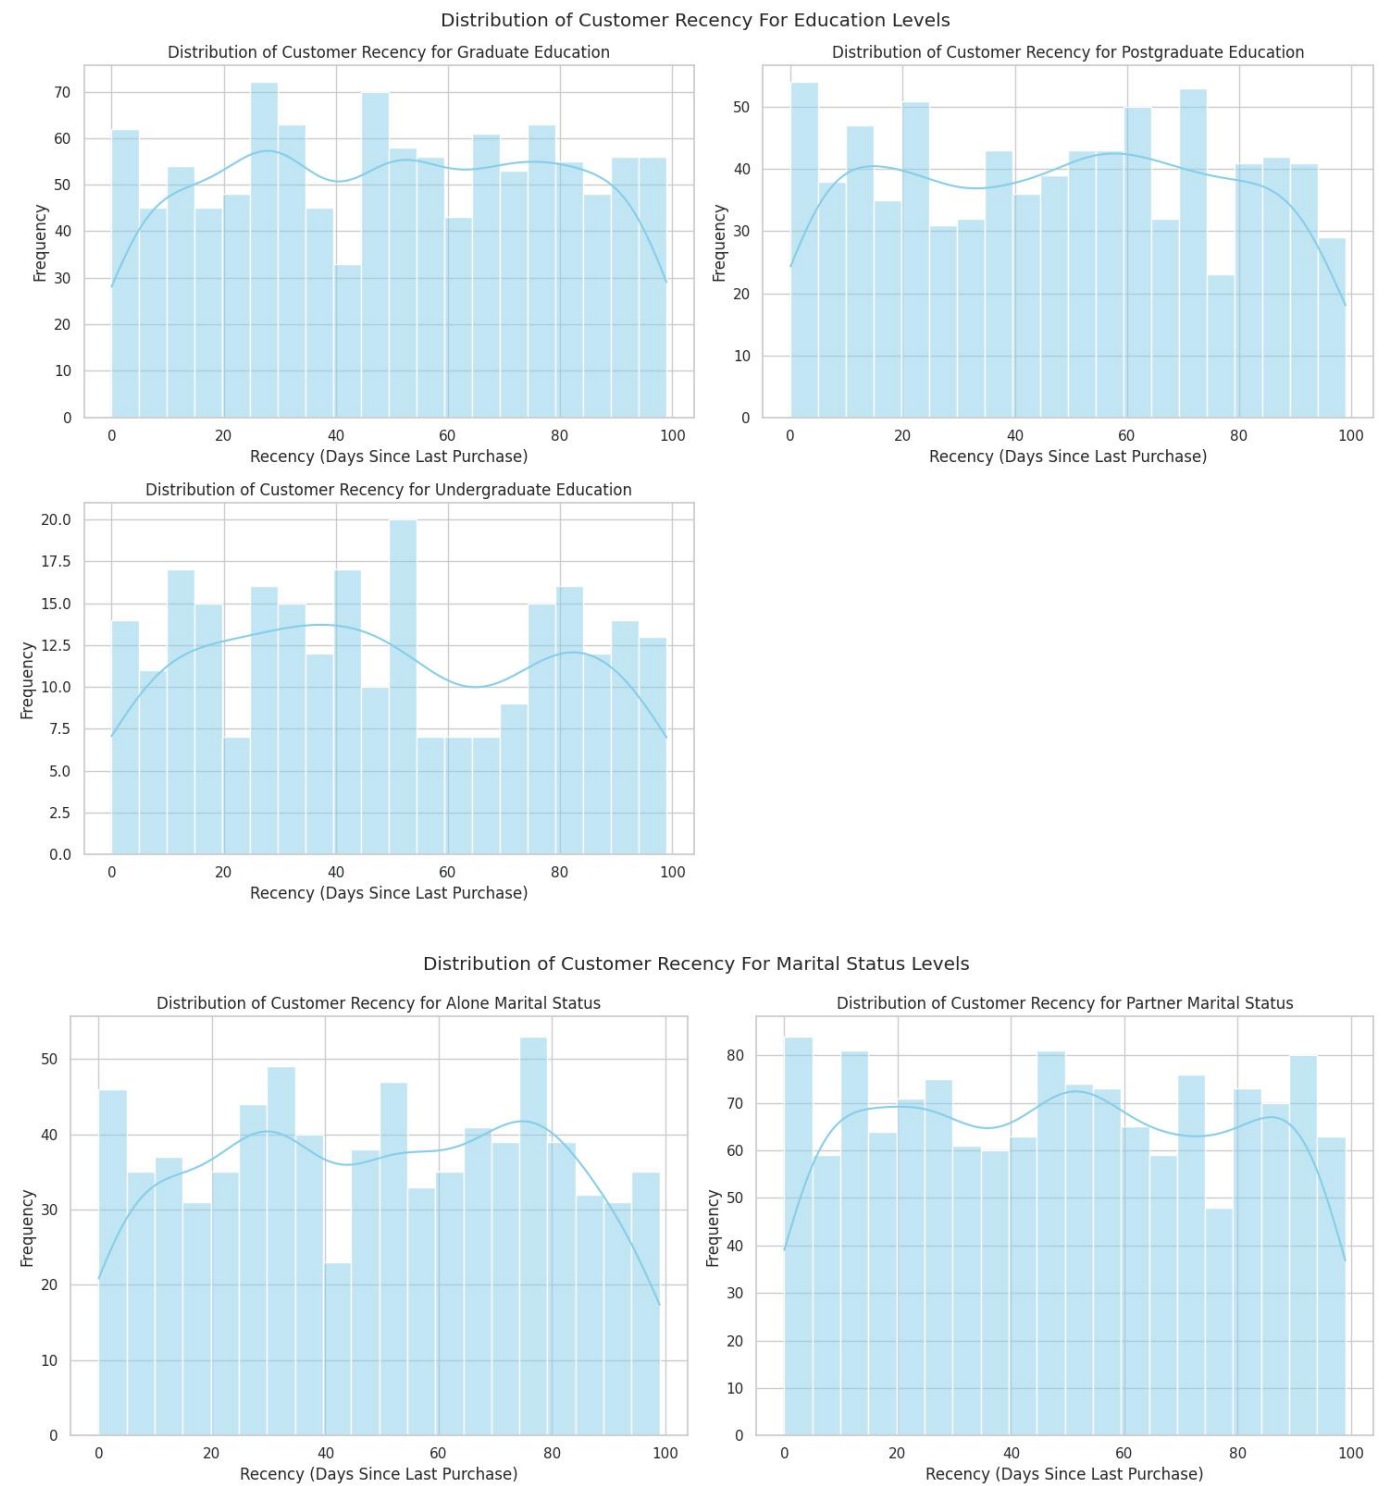 Distribution of Customer Recency For Education Levels
Distribution of Customer Recency for Graduate Education
70
60
50
40
30
20
10
0
Frequency
0 20 40 60 80 100
Recency (Days Since Last Purchase)
Distribution of Customer Recency for Postgraduate Education
50
40
30
20
10
0
Frequency
0 20 40 60 80 100
Recency (Days Since Last Purchase)
Distribution of Customer Recency for Undergraduate Education
20.0
17.5
15.0
12.5
10.0
7.5
5.0
2.5
0.0
Frequency
0 20 40 60 80 100
Recency (Days Since Last Purchase)
Distribution of Customer Recency For Marital Status Levels
Distribution of Customer Recency for Alone Marital Status
50
40
30
20
10
0
Frequency
0 20 40 60 80 100
Recency (Days Since Last Purchase)
Distribution of Customer Recency for Partner Marital Status
80
70
60
50
40
30
20
10
0
Frequency
0 20 40 60 80 100
Recency (Days Since Last Purchase)